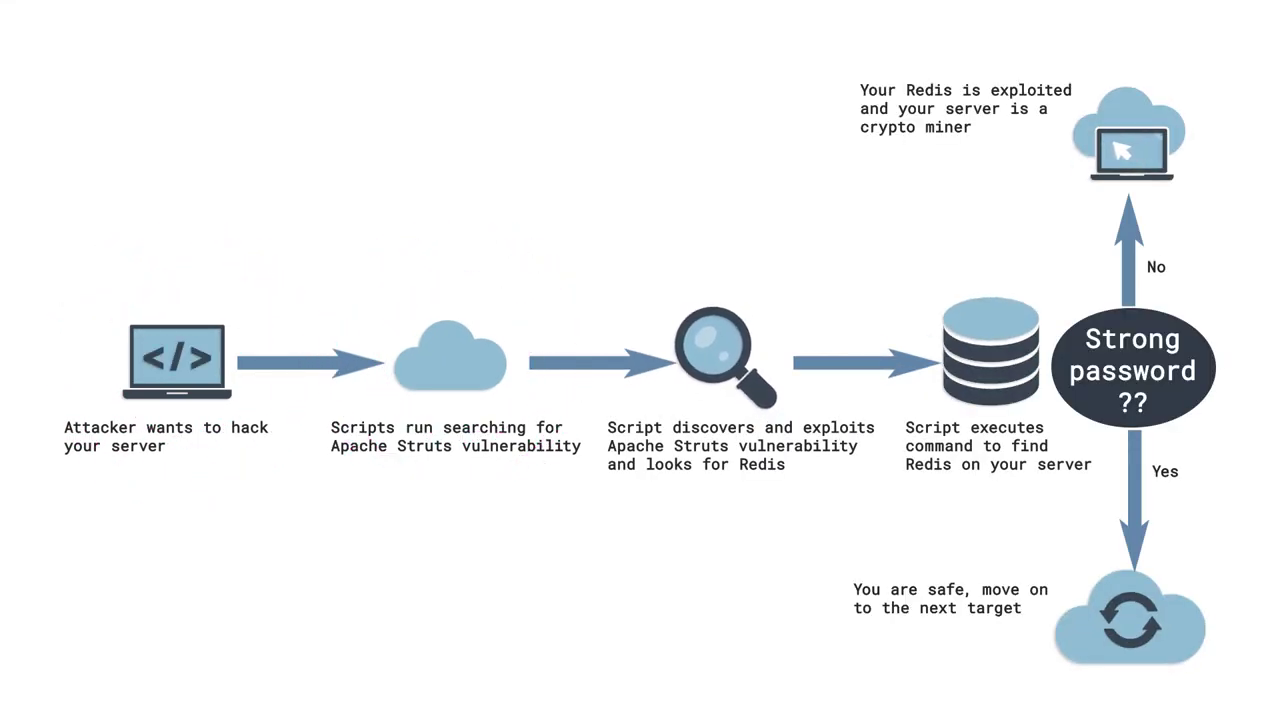 Your Redis is exploited
and your server is a
crypto miner
No
</>
Strong
password
??
Attacker wants to hack
your server
Scripts run searching for
Apache Struts vulnerability
Script discovers and exploits
Apache Struts vulnerability
and looks for Redis
Script executes
command to find
Redis on your server
Yes
You are safe, move on
to the next target